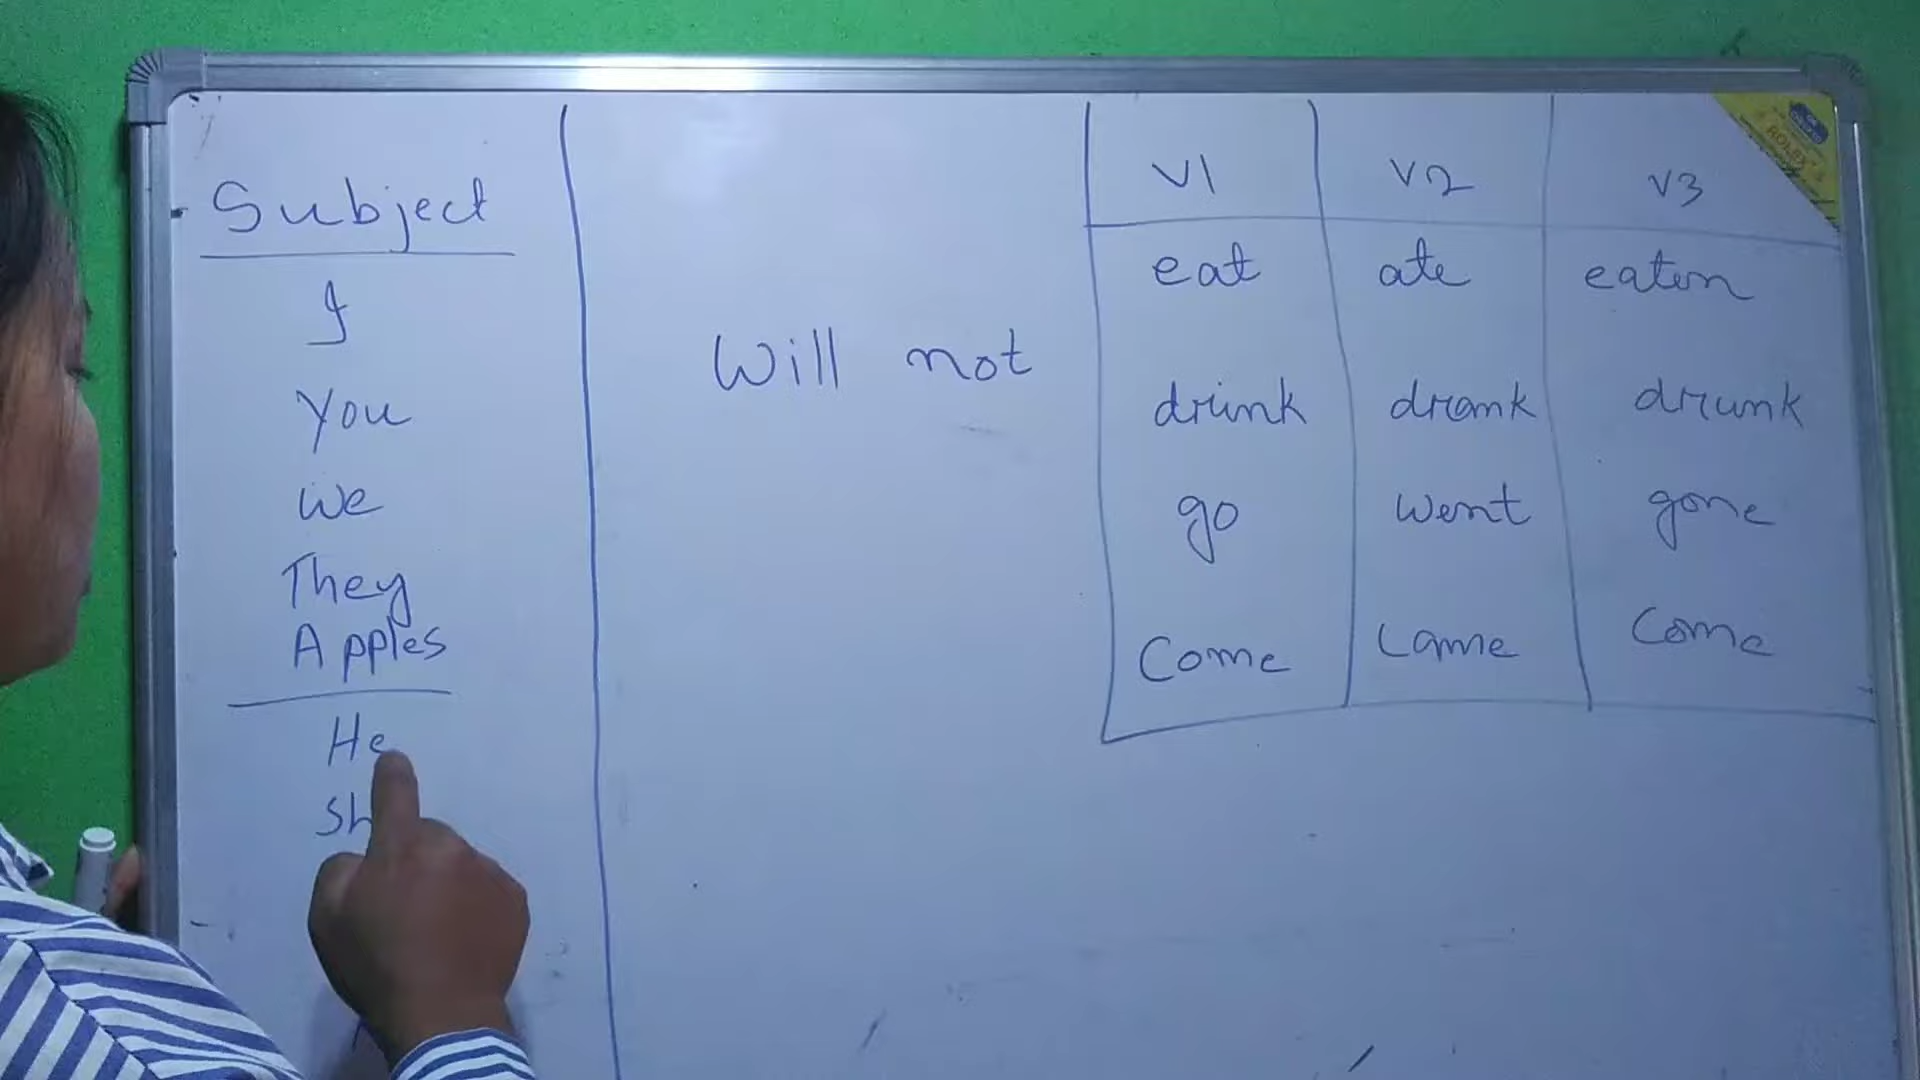 Subject
I
You
We
They
Apples
He
Will not
V1 V2 V3
eat ate eaten
drink drank drunk
go went gone
Come Came Come
ROLEX